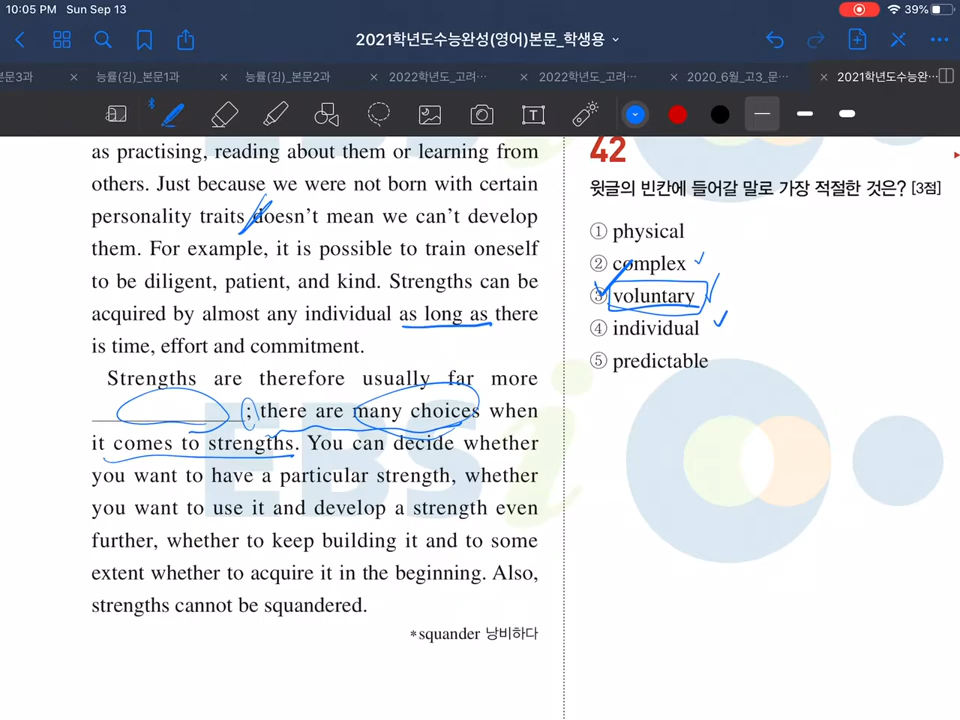 10:05 PM Sun Sep 13
39%
2021학년도수능완성(영어)본문_학생용
본문3과
능률(김)_본문1과
능률(김)_본문2과
2022학년도_고려…
2022학년도_고려…
2020_6월_고3_문…
2021학년도수능완…
as practising, reading about them or learning from
others. Just because we were not born with certain
personality traits doesn't mean we can't develop
them. For example, it is possible to train oneself
to be diligent, patient, and kind. Strengths can be
acquired by almost any individual as long as there
is time, effort and commitment.
Strengths are therefore usually far more
; there are many choices when
it comes to strengths. You can decide whether
you want to have a particular strength, whether
you want to use it and develop a strength even
further, whether to keep building it and to some
extent whether to acquire it in the beginning. Also,
strengths cannot be squandered.
*squander 낭비하다
42
윗글의 빈칸에 들어갈 말로 가장 적절한 것은? [3점]
① physical
② complex
③ voluntary
④ individual
⑤ predictable
EBSi